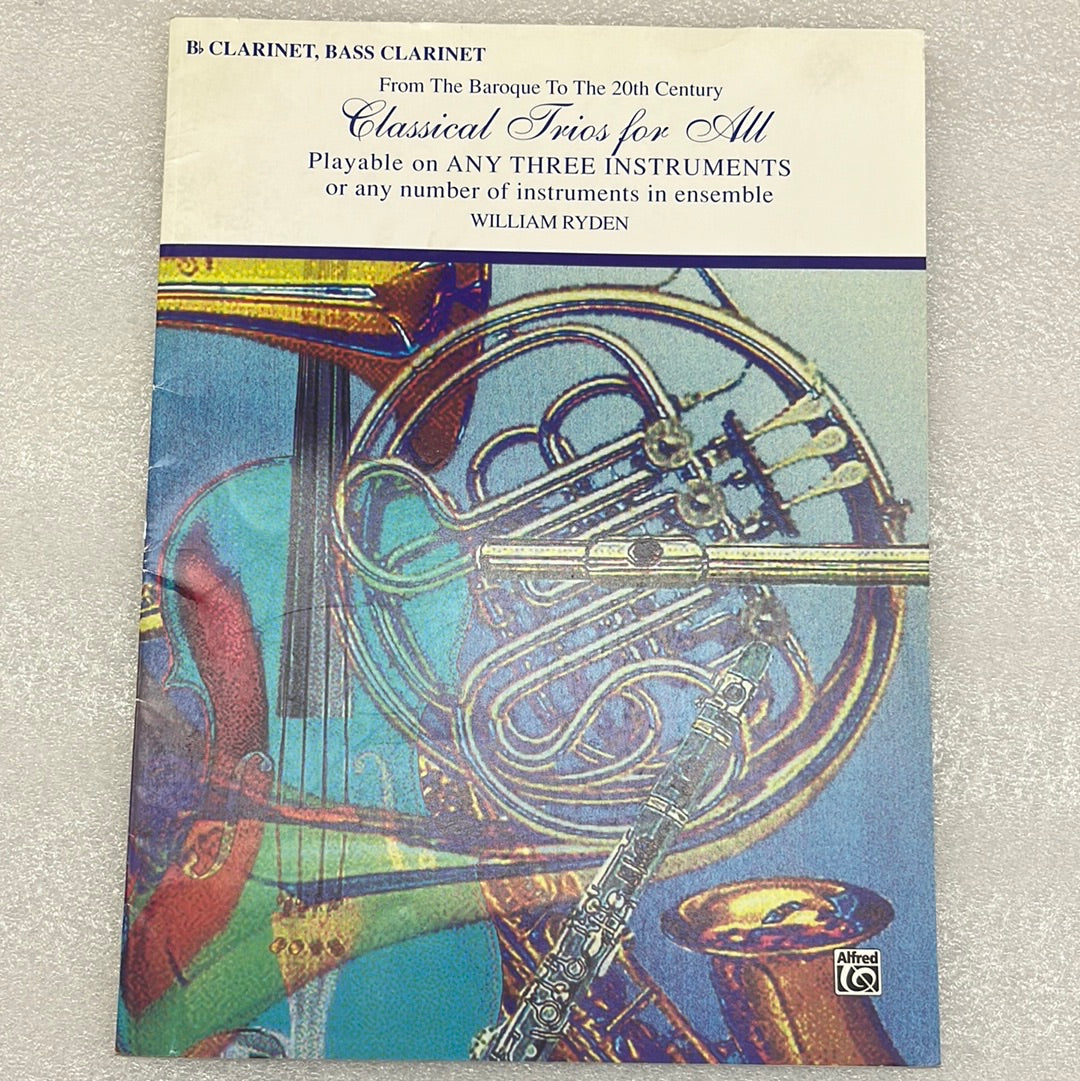 B♭ CLARINET, BASS CLARINET
From The Baroque To The 20th Century
Classical Trios for All
Playable on ANY THREE INSTRUMENTS
or any number of instruments in ensemble
WILLIAM RYDEN
Alfred